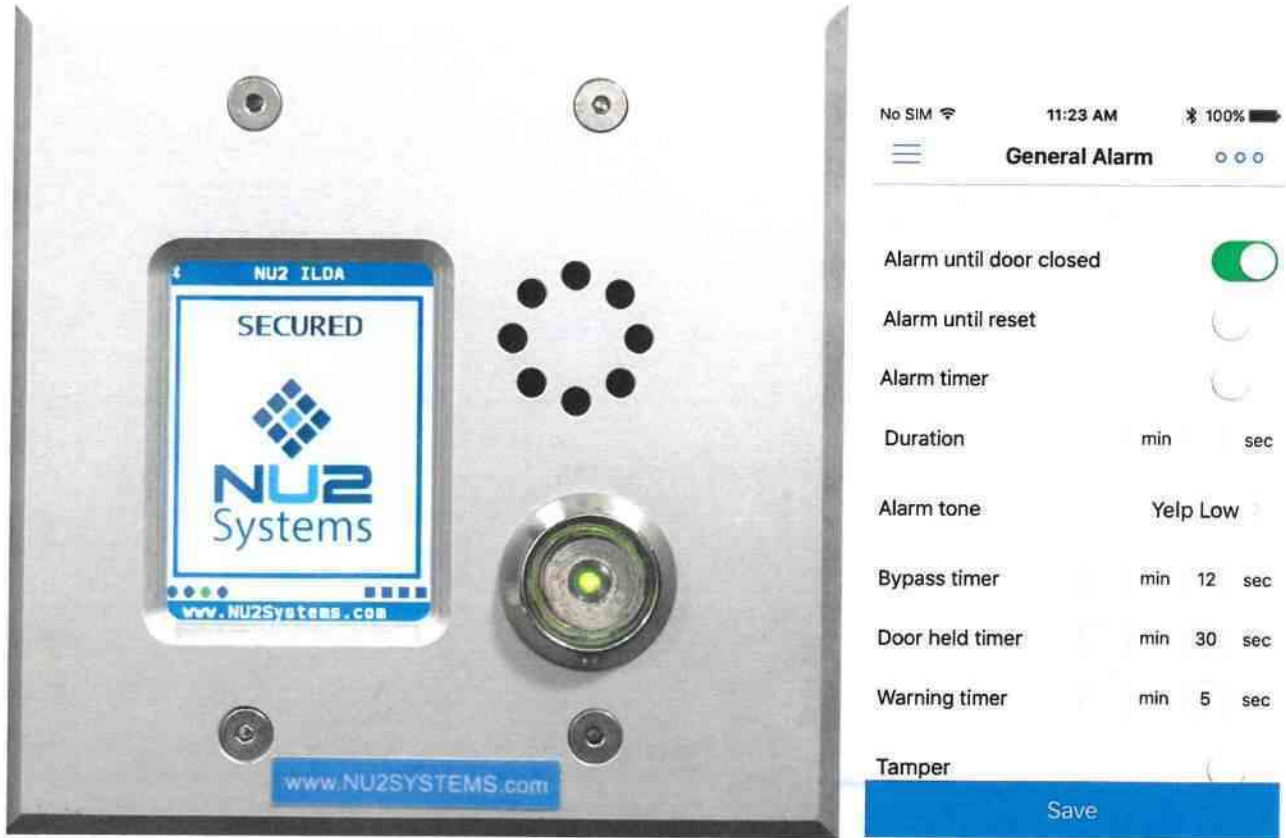 NU2 ILDA
SECURED
NU2
Systems
www.NU2Systems.com
www.NU2SYSTEMS.com
No SIM 11:23 AM 100%
General Alarm
Alarm until door closed
Alarm until reset
Alarm timer
Duration min sec
Alarm tone Yelp Low
Bypass timer min 12 sec
Door held timer min 30 sec
Warning timer min 5 sec
Tamper
Save